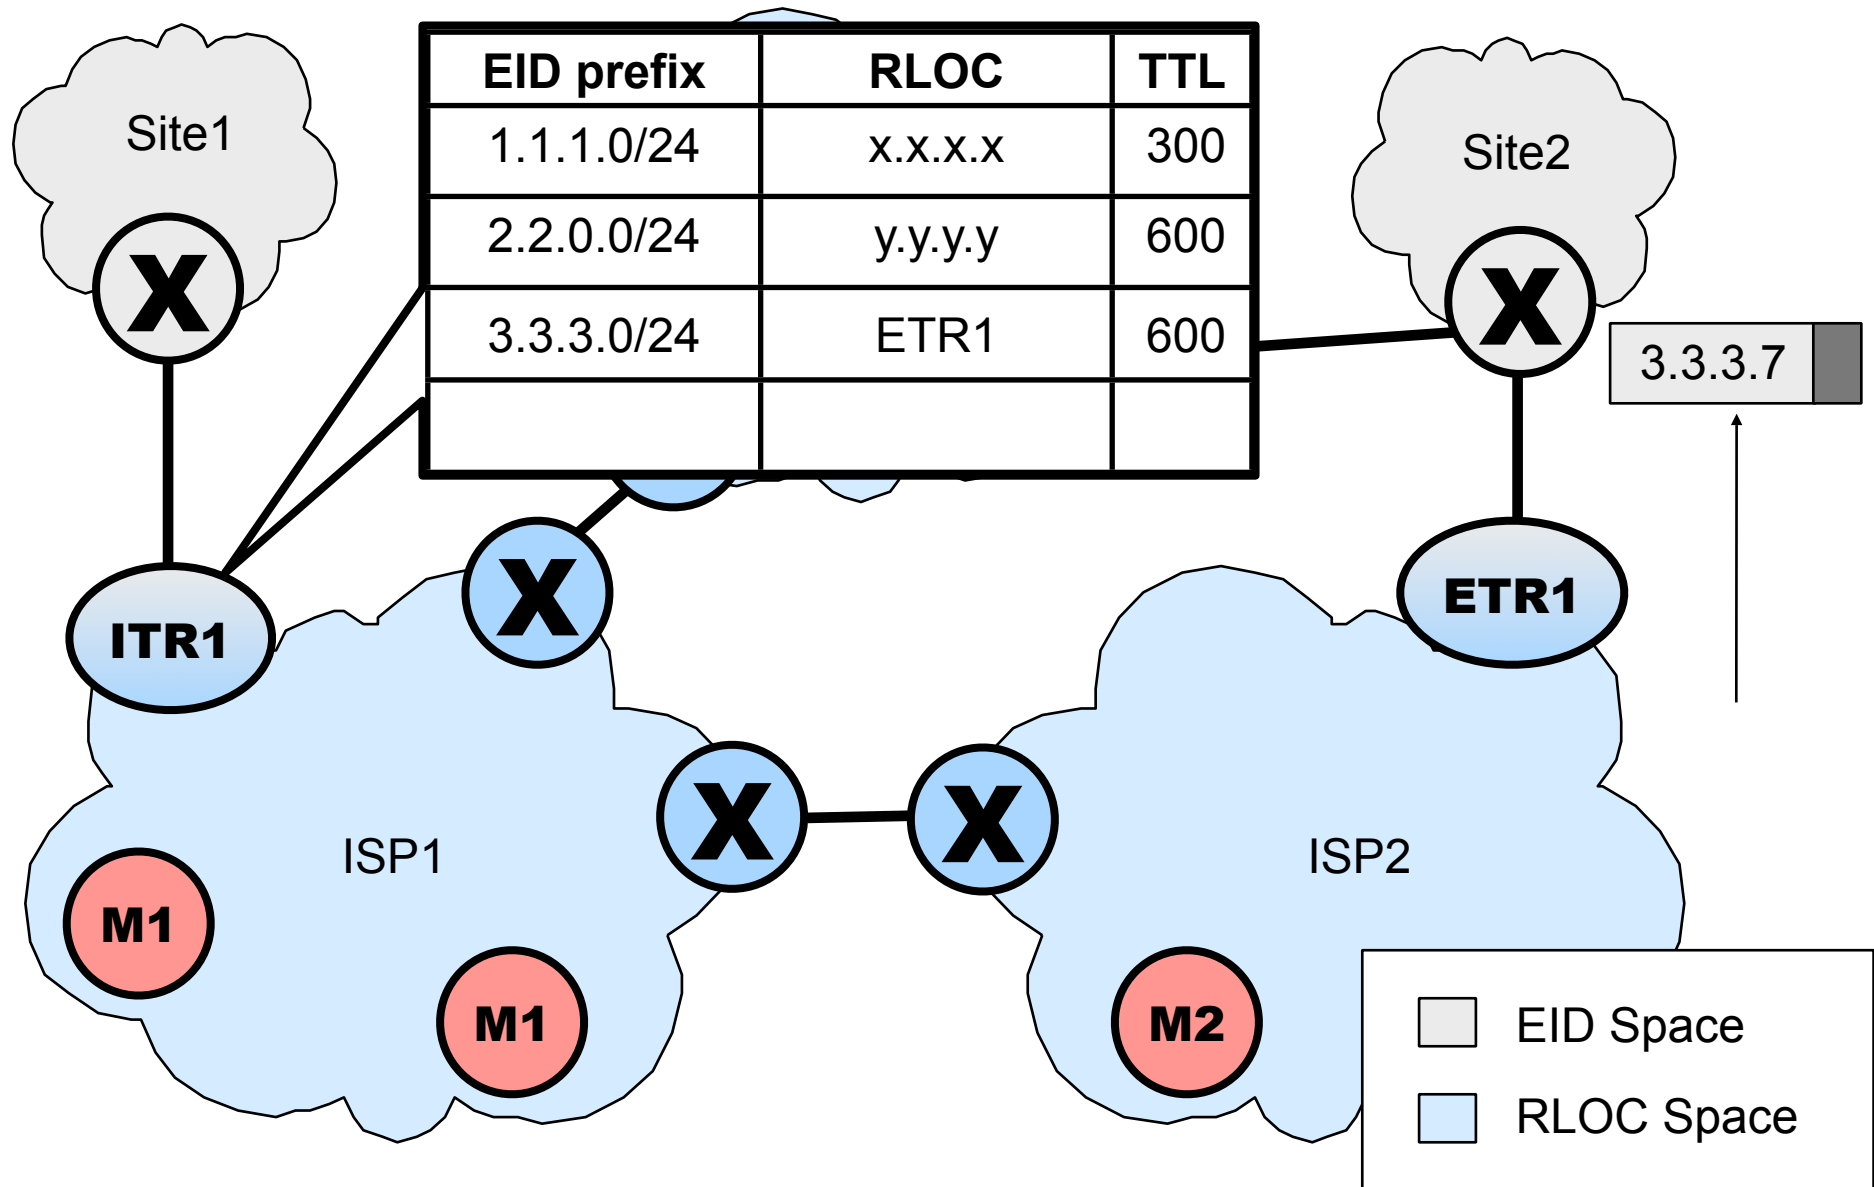 EID prefix RLOC TTL
1.1.1.0/24 x.x.x.x 300
2.2.0.0/24 y.y.y.y 600
3.3.3.0/24 ETR1 600
Site1
Site2
X
X
3.3.3.7
X
ITR1
ETR1
X
X
ISP1
ISP2
M1
M1
M2
EID Space
RLOC Space